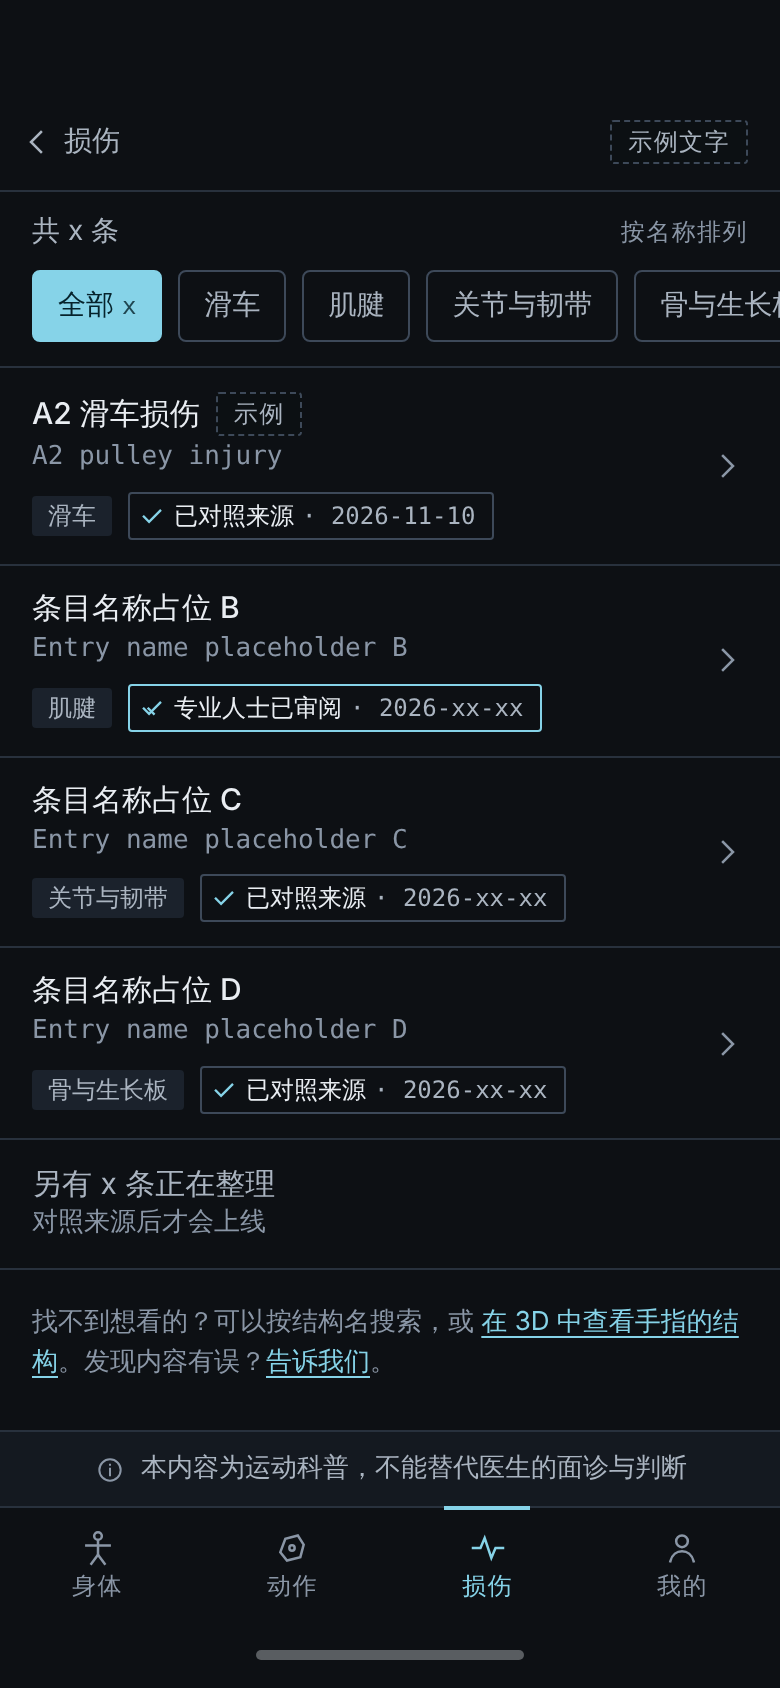 损伤
示例文字
共 x 条
按名称排列
全部 x
滑车
肌腱
关节与韧带
骨与生长
A2 滑车损伤
示例
A2 pulley injury
滑车
已对照来源 · 2026-11-10
条目名称占位 B
Entry name placeholder B
肌腱
专业人士已审阅 · 2026-xx-xx
条目名称占位 C
Entry name placeholder C
关节与韧带
已对照来源 · 2026-xx-xx
条目名称占位 D
Entry name placeholder D
骨与生长板
已对照来源 · 2026-xx-xx
另有 x 条正在整理
对照来源后才会上线
找不到想看的？可以按结构名搜索，或 在 3D 中查看手指的结
构。发现内容有误？告诉我们。
本内容为运动科普，不能替代医生的面诊与判断
身体
动作
损伤
我的